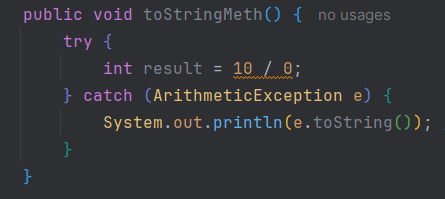 public void toStringMeth() { no usages
    try {
        int result = 10 / 0;
    } catch (ArithmeticException e) {
        System.out.println(e.toString());
    }
}